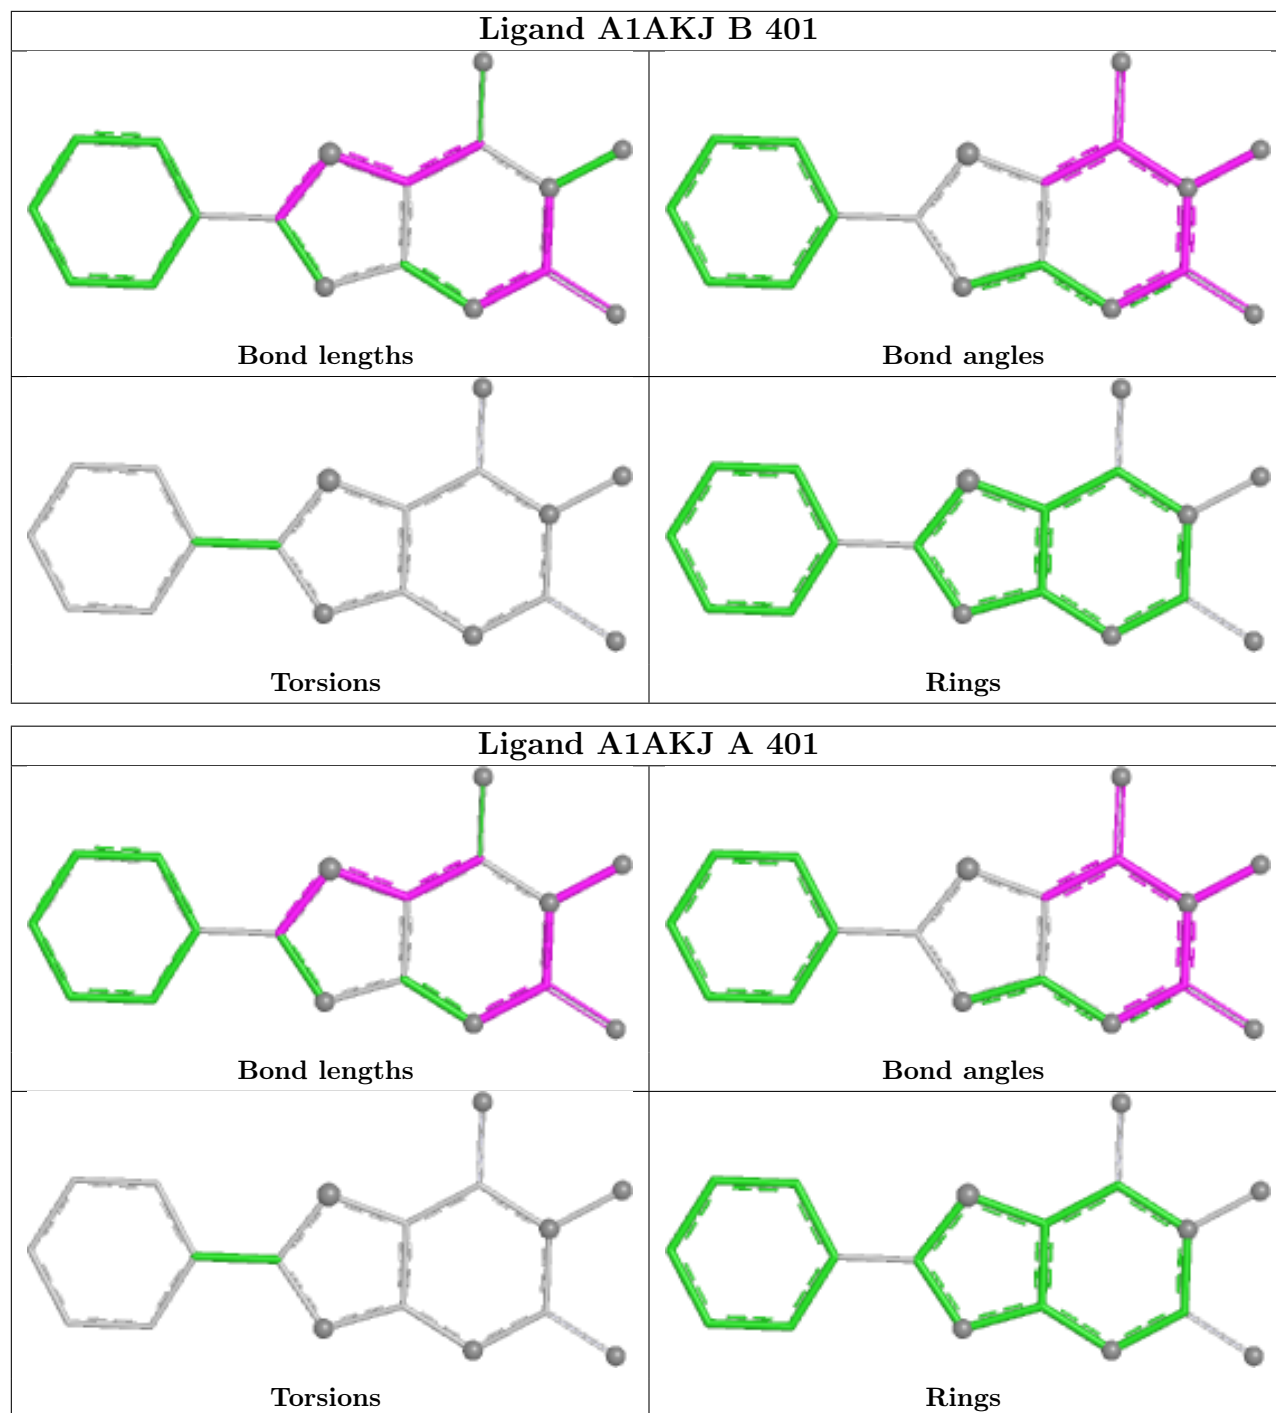 Ligand A1AKJ B 401
Bond lengths
Bond angles
Torsions
Rings
Ligand A1AKJ A 401
Bond lengths
Bond angles
Torsions
Rings